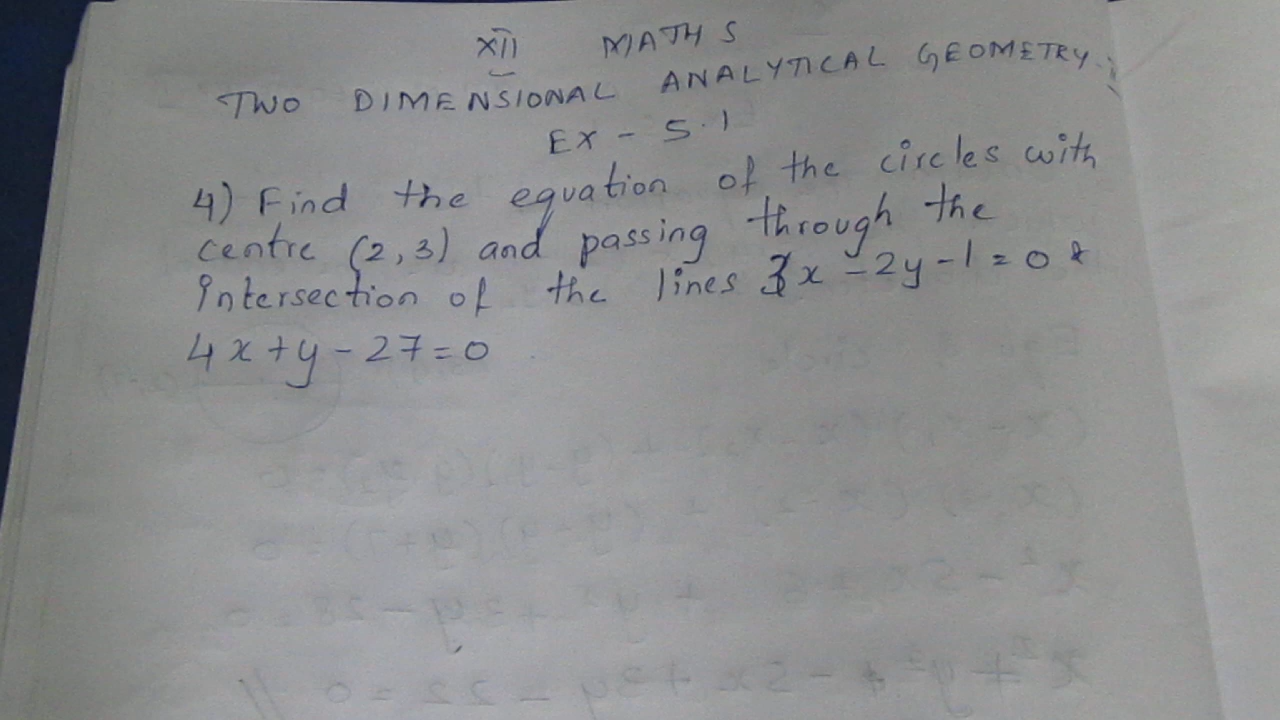 XII MATHS
TWO DIMENSIONAL ANALYTICAL GEOMETRY
EX - 5.1
4) Find the equation of the circles with
centre (2,3) and passing through the
intersection of the lines 3x - 2y - 1 = 0 &
4x + y - 27 = 0